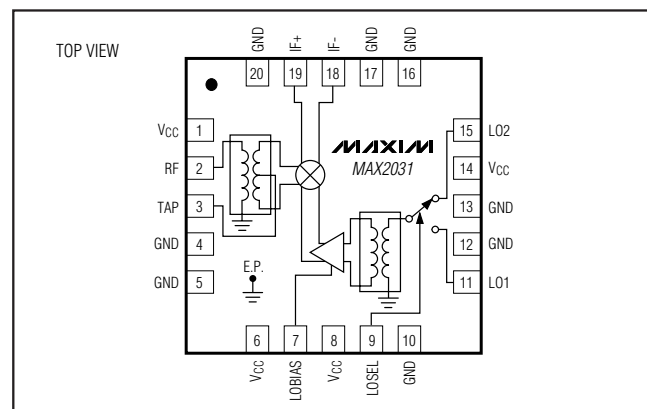 TOP VIEW
GND
IF+
IF-
GND
GND
20
19
18
17
16
VCC 1
RF 2
TAP 3
GND 4
GND 5
MAXIM
MAX2031
15 LO2
14 VCC
13 GND
12 GND
11 LO1
E.P.
6
7
8
9
10
VCC
LOBIAS
VCC
LOSEL
GND